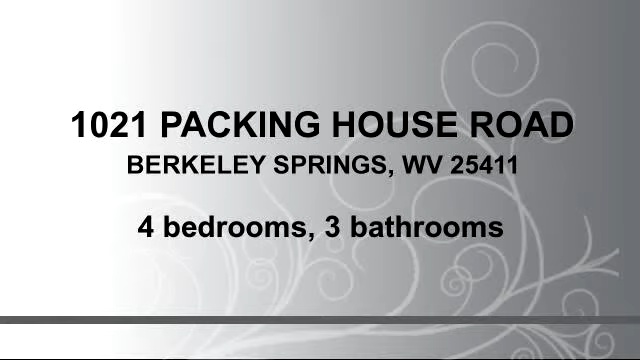 1021 PACKING HOUSE ROAD
BERKELEY SPRINGS, WV 25411
4 bedrooms, 3 bathrooms